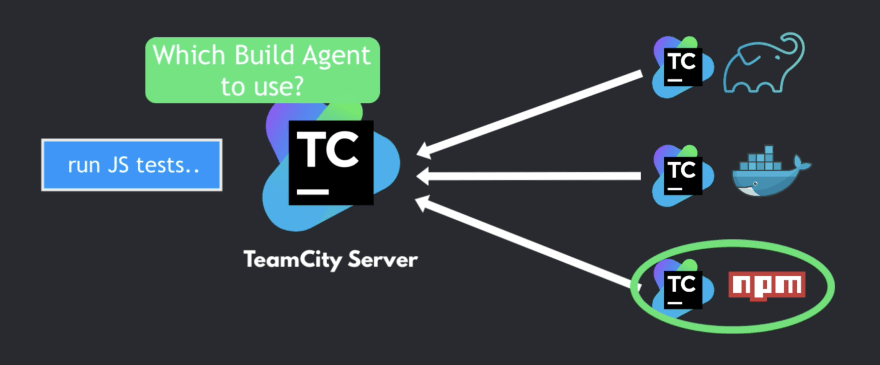 Which Build Agent
to use?
run JS tests..
TC
TeamCity Server
TC
TC
TC
npm